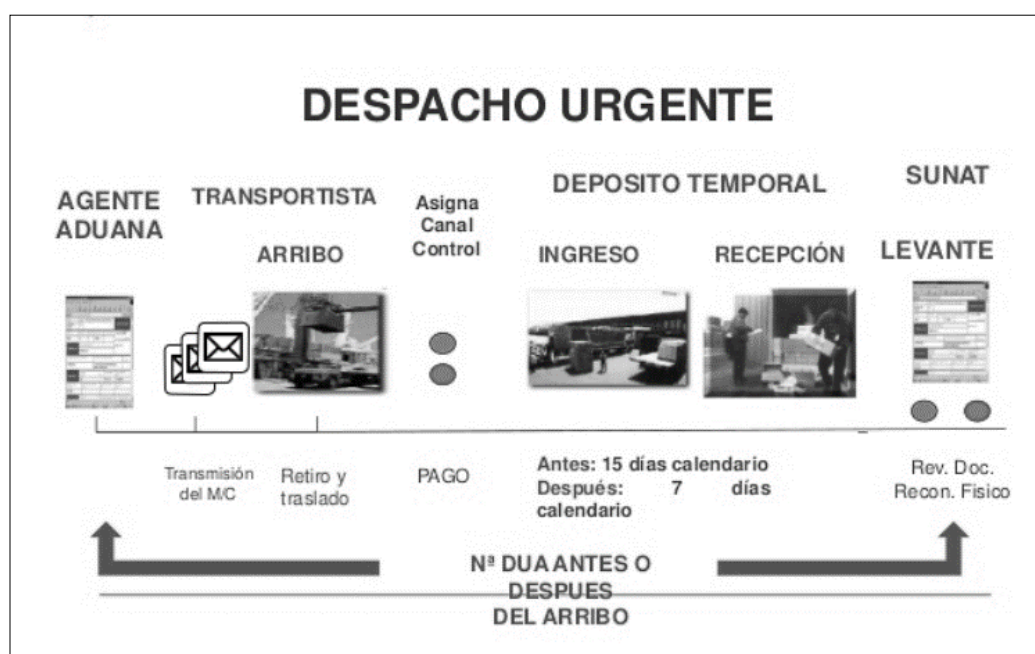 DESPACHO URGENTE
AGENTE
ADUANA
TRANSPORTISTA
ARRIBO
Asigna
Canal
Control
DEPOSITO TEMPORAL
INGRESO
RECEPCIÓN
SUNAT
LEVANTE
Transmisión
del M/C
Retiro y
traslado
PAGO
Antes: 15 días calendario
Después: 7 días
calendario
Rev. Doc.
Recon. Fisico
Nª DUA ANTES O
DESPUES
DEL ARRIBO